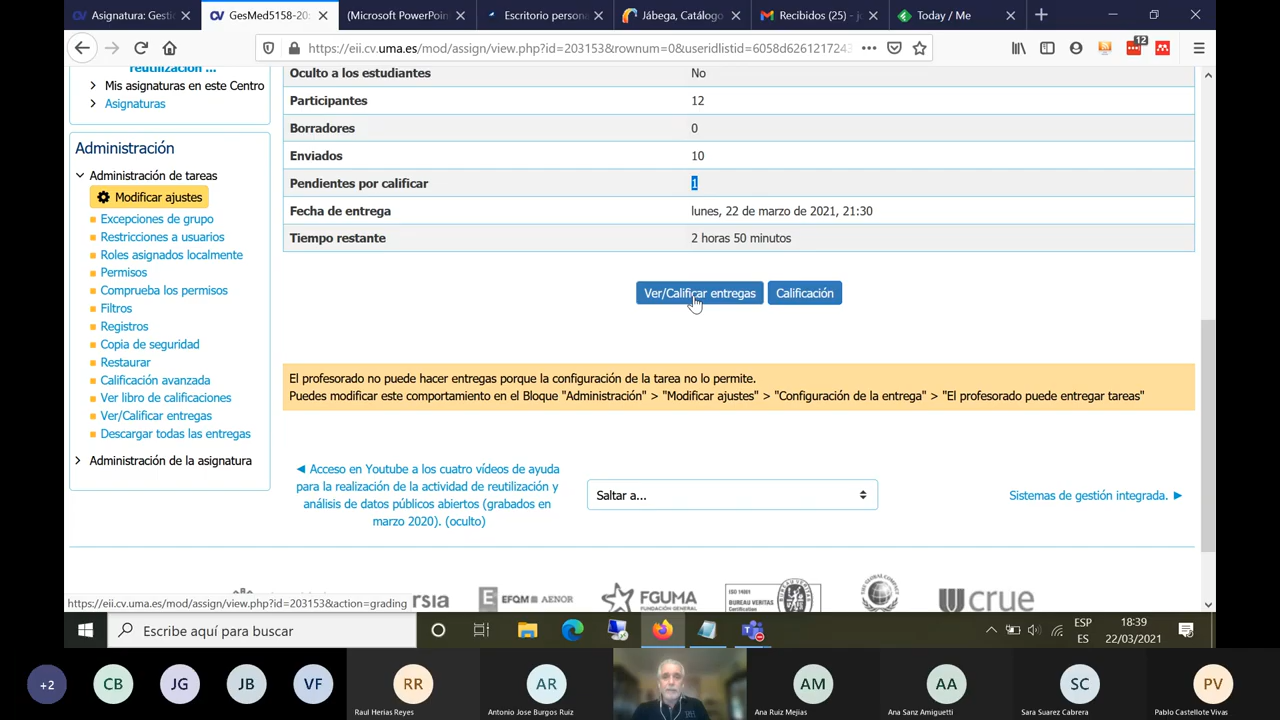 Asignatura: Gesti
GesMed5158-20
(Microsoft PowerPoin
Escritorio persona
Jábega, Catálogo
Recibidos (25) - j
Today / Me
https://eii.cv.uma.es/mod/assign/view.php?id=203153&rownum=0&useridlistid=6058d6261217243
12
reutilización ...
Mis asignaturas en este Centro
Asignaturas
Administración
Administración de tareas
Modificar ajustes
Excepciones de grupo
Restricciones a usuarios
Roles asignados localmente
Permisos
Comprueba los permisos
Filtros
Registros
Copia de seguridad
Restaurar
Calificación avanzada
Ver libro de calificaciones
Ver/Calificar entregas
Descargar todas las entregas
Administración de la asignatura
Oculto a los estudiantes No
Participantes 12
Borradores 0
Enviados 10
Pendientes por calificar 1
Fecha de entrega lunes, 22 de marzo de 2021, 21:30
Tiempo restante 2 horas 50 minutos
Ver/Calificar entregas Calificación
El profesorado no puede hacer entregas porque la configuración de la tarea no lo permite.
Puedes modificar este comportamiento en el Bloque "Administración" > "Modificar ajustes" > "Configuración de la entrega" > "El profesorado puede entregar tareas"
◄ Acceso en Youtube a los cuatro vídeos de ayuda
para la realización de la actividad de reutilización y
análisis de datos públicos abiertos (grabados en
marzo 2020). (oculto)
Saltar a...
Sistemas de gestión integrada. ►
EFQM AENOR
FGUMA
FUNDACIÓN GENERAL
ISO 14001
BUREAU VERITAS
Certification
crue
https://eii.cv.uma.es/mod/assign/view.php?id=203153&action=grading
Escribe aquí para buscar
ESP
ES
18:39
22/03/2021
+2
CB
JG
JB
VF
RR
Raul Herias Reyes
AR
Antonio Jose Burgos Ruiz
AM
Ana Ruiz Mejias
AA
Ana Sanz Amiguetti
SC
Sara Suarez Cabrera
PV
Pablo Castellote Vivas